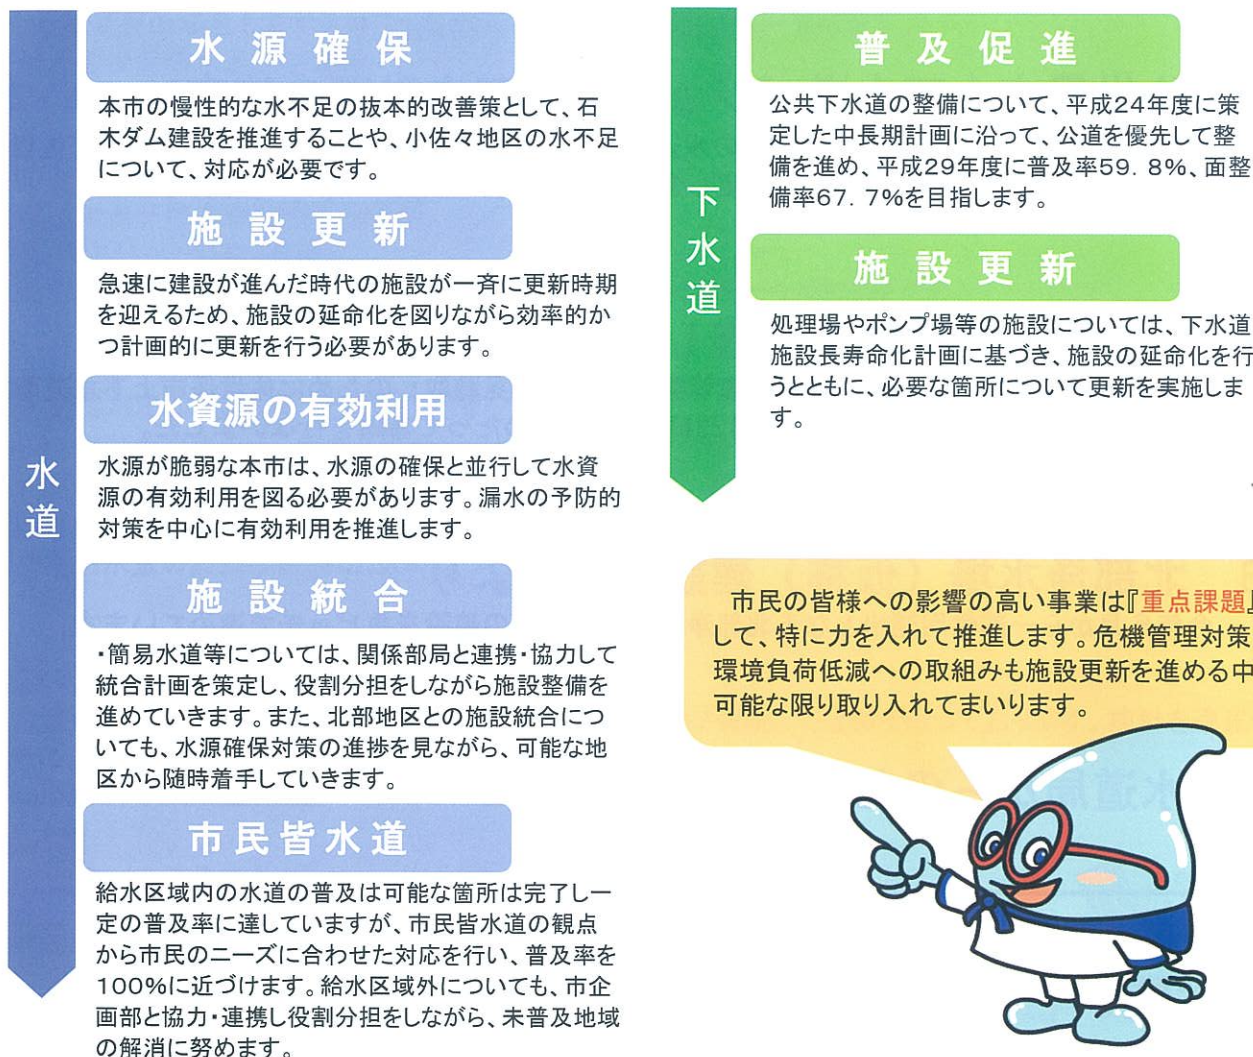 水道
水源確保
本市の慢性的な水不足の抜本的改善策として、石
木ダム建設を推進することや、小佐々地区の水不足
について、対応が必要です。
施設更新
急速に建設が進んだ時代の施設が一斉に更新時期
を迎えるため、施設の延命化を図りながら効率的か
つ計画的に更新を行う必要があります。
水資源の有効利用
水源が脆弱な本市は、水源の確保と並行して水資
源の有効利用を図る必要があります。漏水の予防的
対策を中心に有効利用を推進します。
施設統合
・簡易水道等については、関係部局と連携・協力して
統合計画を策定し、役割分担をしながら施設整備を
進めていきます。また、北部地区との施設統合につ
いても、水源確保対策の進捗を見ながら、可能な地
区から随時着手していきます。
市民皆水道
給水区域内の水道の普及は可能な箇所は完了し一
定の普及率に達していますが、市民皆水道の観点
から市民のニーズに合わせた対応を行い、普及率を
100%に近づけます。給水区域外についても、市企
画部と協力・連携し役割分担をしながら、未普及地域
の解消に努めます。
下水道
普及促進
公共下水道の整備について、平成24年度に策
定した中長期計画に沿って、公道を優先して整
備を進め、平成29年度に普及率59.8%、面整
備率67.7%を目指します。
施設更新
処理場やポンプ場等の施設については、下水道
施設長寿命化計画に基づき、施設の延命化を行
うとともに、必要な箇所について更新を実施しま
す。
市民の皆様への影響の高い事業は『重点課題』
して、特に力を入れて推進します。危機管理対策
環境負荷低減への取組みも施設更新を進める中
可能な限り取り入れてまいります。